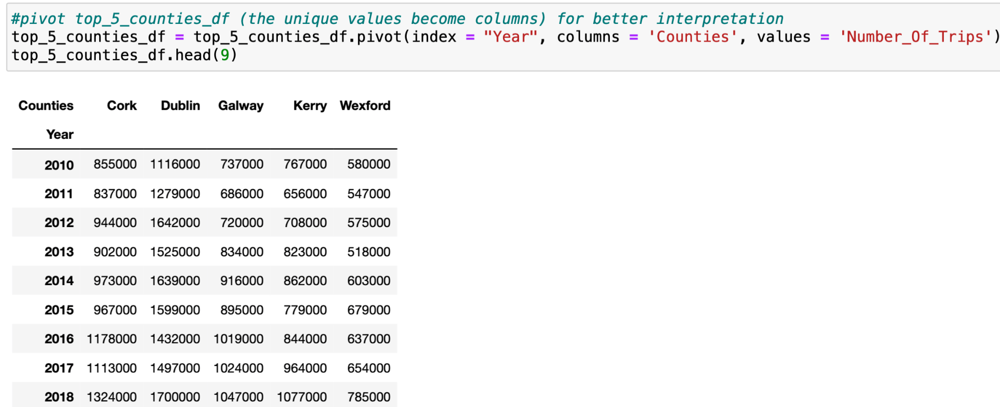 #pivot top_5_counties_df (the unique values become columns) for better interpretation
top_5_counties_df = top_5_counties_df.pivot(index = "Year", columns = 'Counties', values = 'Number_Of_Trips')
top_5_counties_df.head(9)
Counties Cork Dublin Galway Kerry Wexford
Year
2010 855000 1116000 737000 767000 580000
2011 837000 1279000 686000 656000 547000
2012 944000 1642000 720000 708000 575000
2013 902000 1525000 834000 823000 518000
2014 973000 1639000 916000 862000 603000
2015 967000 1599000 895000 779000 679000
2016 1178000 1432000 1019000 844000 637000
2017 1113000 1497000 1024000 964000 654000
2018 1324000 1700000 1047000 1077000 785000